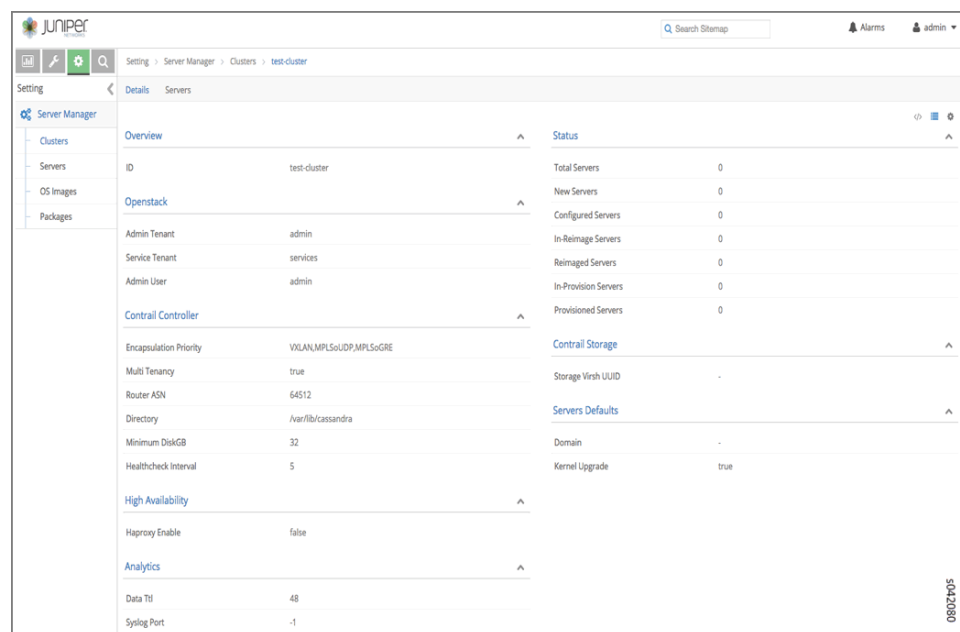 JUNIPER
NETWORKS
Search Sitemap
Alarms
admin
Setting > Server Manager > Clusters > test-cluster
Setting
Details Servers
Server Manager
Clusters
Servers
OS Images
Packages
Overview
ID test-cluster
Openstack
Admin Tenant admin
Service Tenant services
Admin User admin
Contrail Controller
Encapsulation Priority VXLAN,MPLSoUDP,MPLSoGRE
Multi Tenancy true
Router ASN 64512
Directory /var/lib/cassandra
Minimum DiskGB 32
Healthcheck Interval 5
High Availability
Haproxy Enable false
Analytics
Data Ttl 48
Syslog Port -1
Status
Total Servers 0
New Servers 0
Configured Servers 0
In-Reimage Servers 0
Reimaged Servers 0
In-Provision Servers 0
Provisioned Servers 0
Contrail Storage
Storage Virsh UUID -
Servers Defaults
Domain -
Kernel Upgrade true
s042080